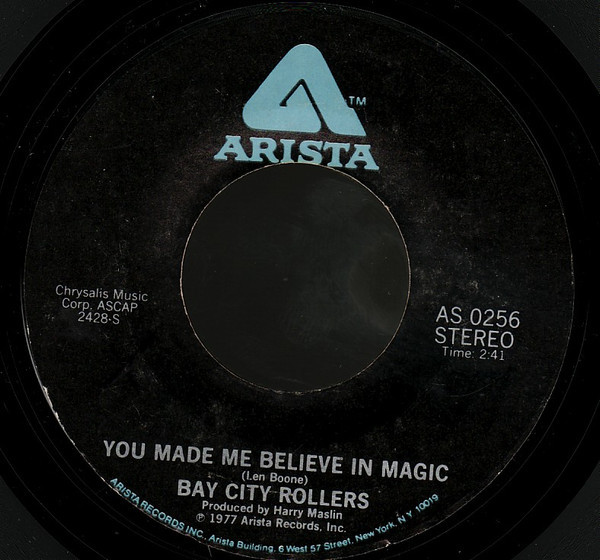 TM
ARISTA
Chrysalis Music
Corp. ASCAP
2428-S
AS 0256
STEREO
Time: 2:41
YOU MADE ME BELIEVE IN MAGIC
(Len Boone)
BAY CITY ROLLERS
Produced by Harry Maslin
℗ 1977 Arista Records, Inc.
ARISTA RECORDS INC. Arista Building. 6 West 57 Street, New York, N.Y. 10019